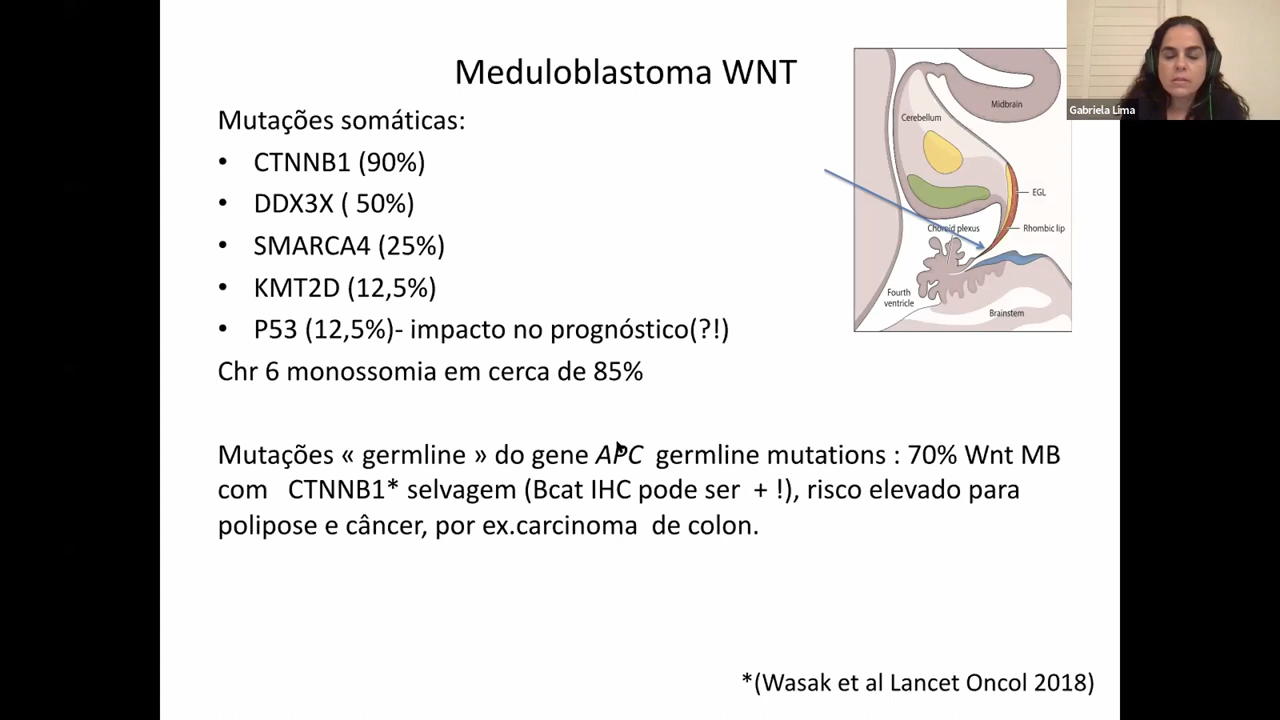 Meduloblastoma WNT
Mutações somáticas:
• CTNNB1 (90%)
• DDX3X ( 50%)
• SMARCA4 (25%)
• KMT2D (12,5%)
• P53 (12,5%)- impacto no prognóstico(?!)
Chr 6 monossomia em cerca de 85%
Mutações « germline » do gene APC germline mutations : 70% Wnt MB
com CTNNB1* selvagem (Bcat IHC pode ser + !), risco elevado para
polipose e câncer, por ex.carcinoma de colon.
*(Wasak et al Lancet Oncol 2018)
Midbrain
Cerebellum
EGL
Choroid plexus
Rhombic lip
Fourth
ventricle
Brainstem
Gabriela Lima